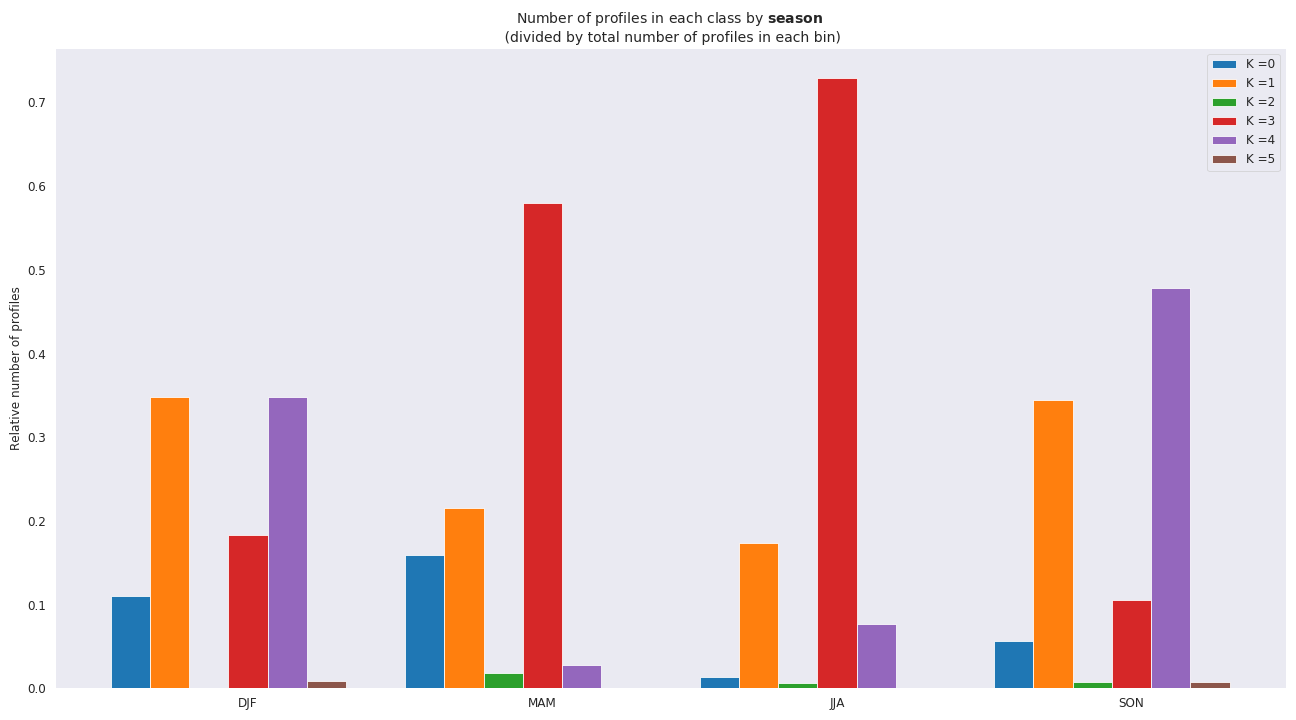 Number of profiles in each class by season
(divided by total number of profiles in each bin)
K =0
K =1
K =2
K =3
K =4
K =5
Relative number of profiles
0.7
0.6
0.5
0.4
0.3
0.2
0.1
0.0
DJF
MAM
JJA
SON